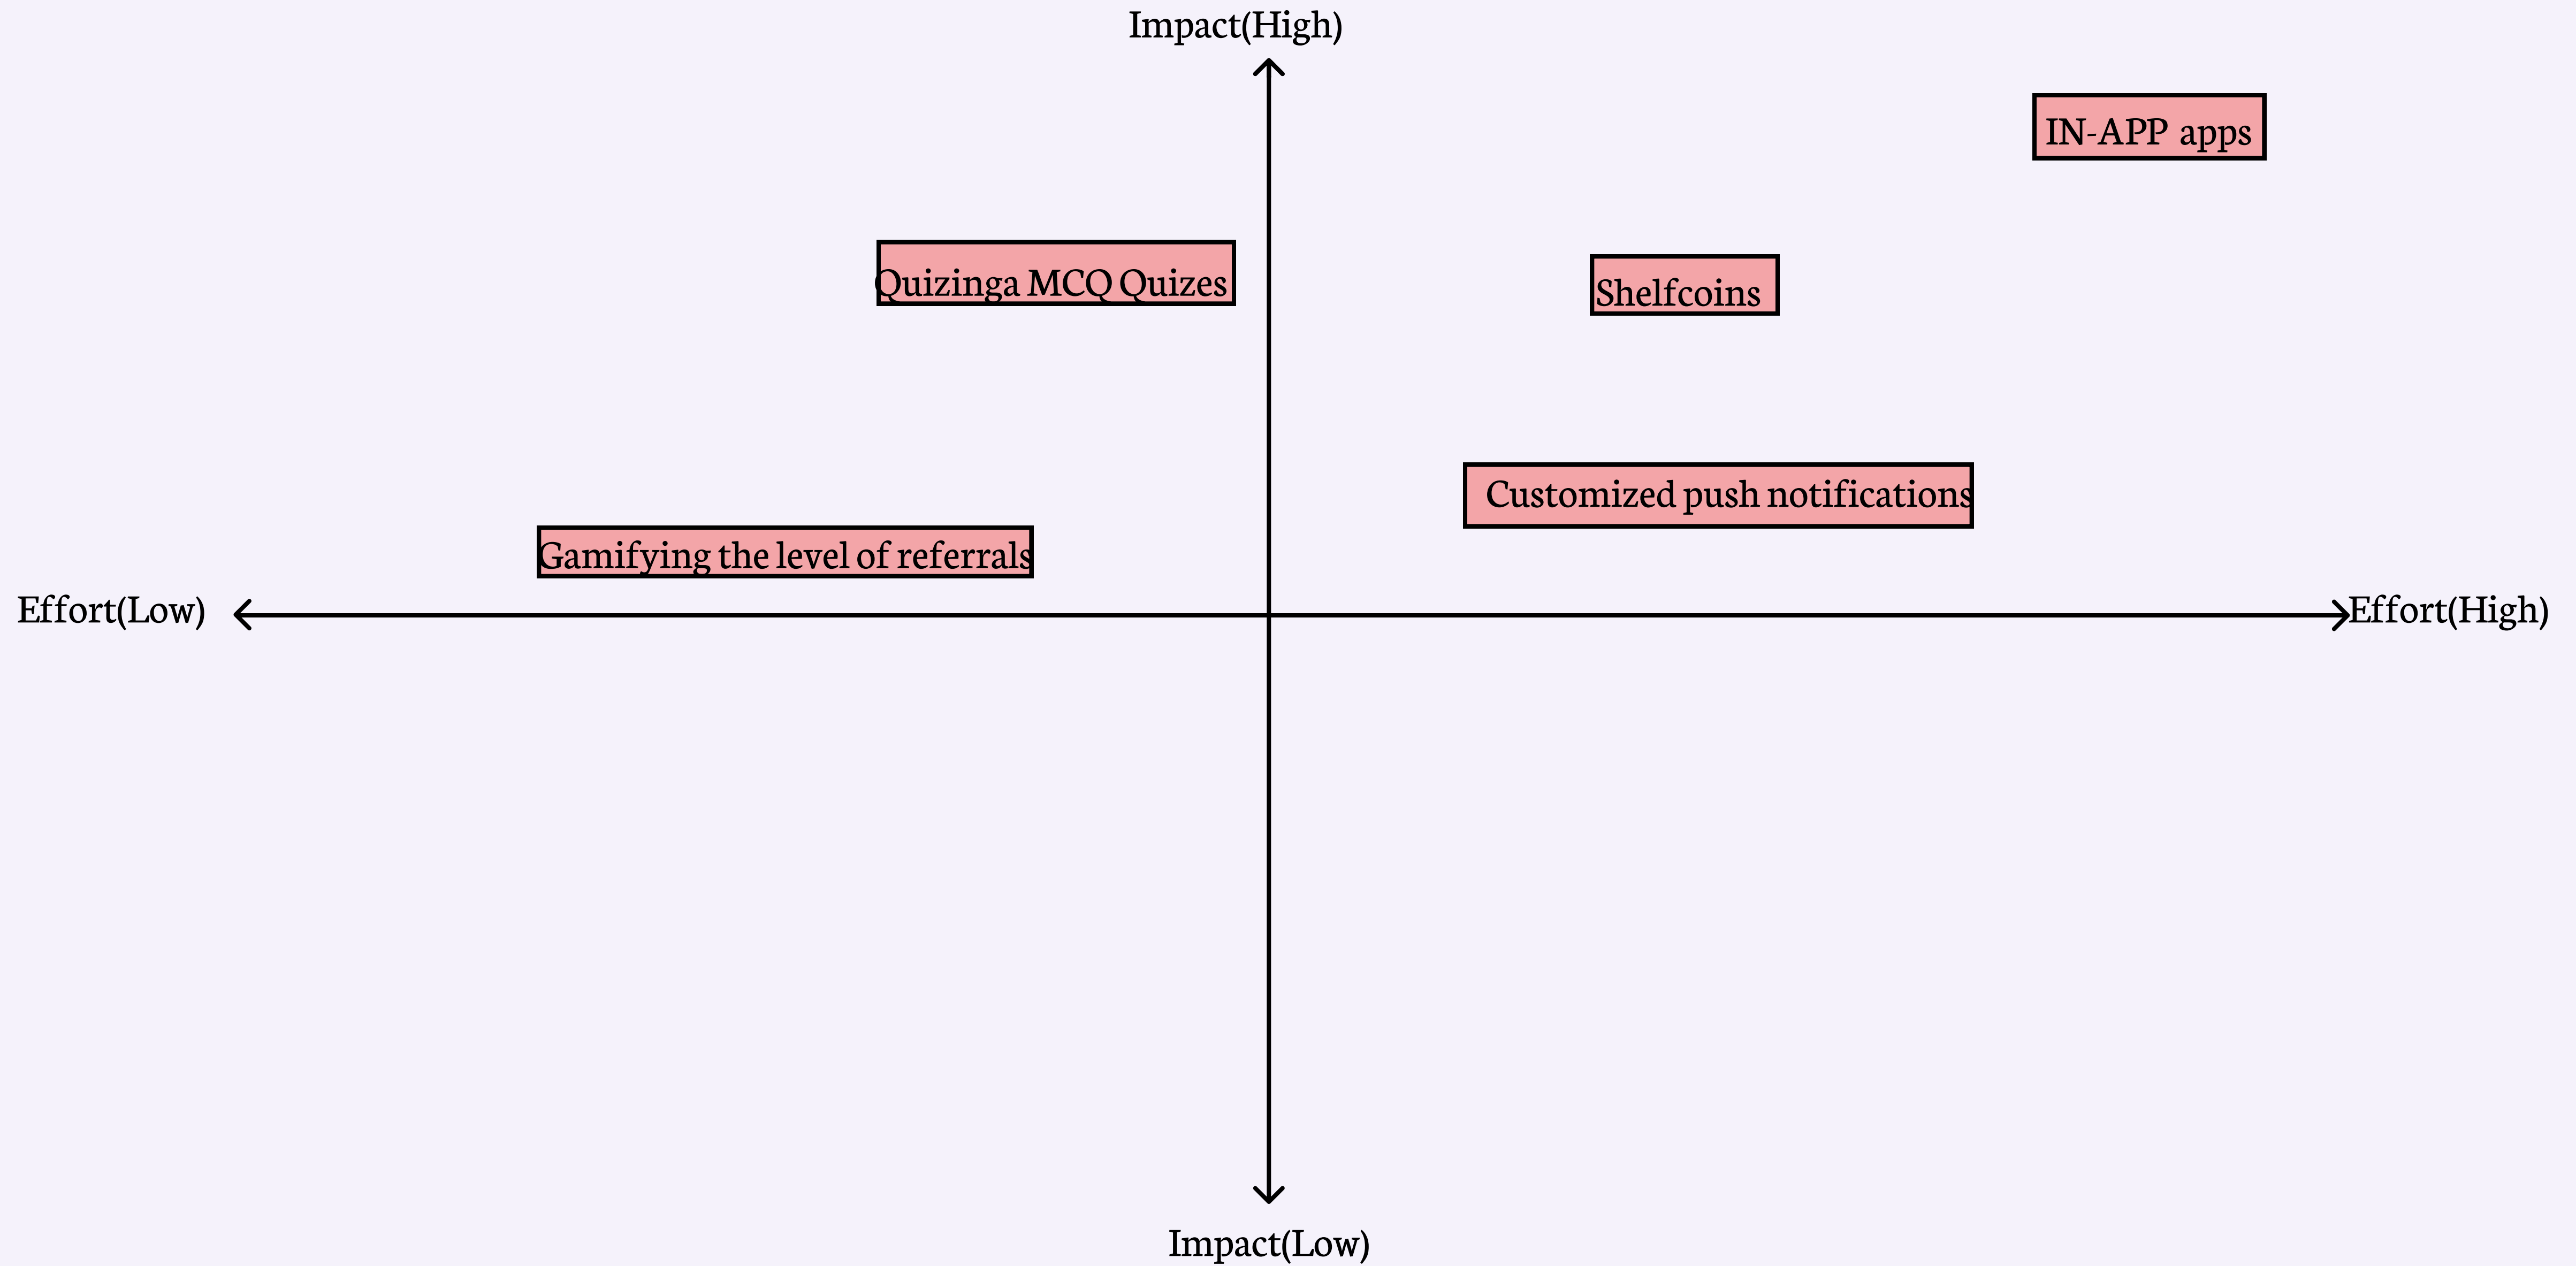 Impact(High)
IN-APP apps
Quizinga MCQ Quizes
Shelfcoins
Customized push notifications
Gamifying the level of referrals
Effort(Low)
Effort(High)
Impact(Low)